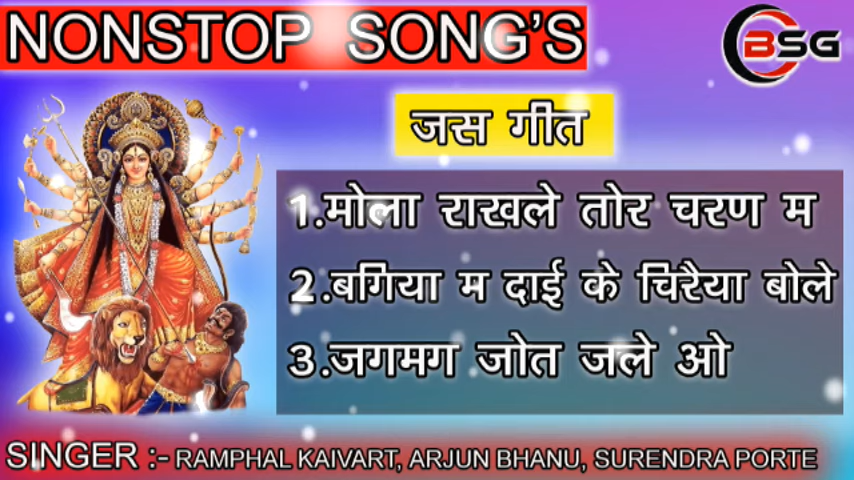 NONSTOP SONG'S
BSG
जस गीत
1.मोला राखले तोर चरण म
2.बगिया म दाई के चिरैया बोले
3.जगमग जोत जले ओ
SINGER :- RAMPHAL KAIVART, ARJUN BHANU, SURENDRA PORTE